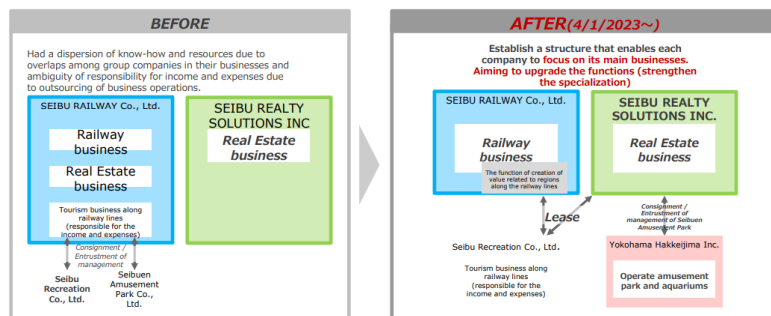 BEFORE
Had a dispersion of know-how and resources due to
overlaps among group companies in their businesses and
ambiguity of responsibility for income and expenses due
to outsourcing of business operations.
SEIBU RAILWAY Co., Ltd.
Railway
business
Real Estate
business
Tourism business along
railway lines
(responsible for the
income and expenses)
Consignment /
Entrustment of
management
Seibu
Recreation
Co., Ltd.
Seibuen
Amusement
Park Co.,
Ltd.
SEIBU REALTY
SOLUTIONS INC
Real Estate
business
AFTER(4/1/2023~)
Establish a structure that enables each
company to focus on its main businesses.
Aiming to upgrade the functions (strengthen
the specialization)
SEIBU RAILWAY Co., Ltd.
Railway
business
The function of creation of
value related to regions
along the railway lines
SEIBU REALTY
SOLUTIONS INC.
Real Estate
business
Lease
Consignment /
Entrustment of
management of Seibuen
Amusement Park
Seibu Recreation Co., Ltd.
Tourism business along
railway lines
(responsible for the
income and expenses)
Yokohama Hakkeijima Inc.
Operate amusement
park and aquariums